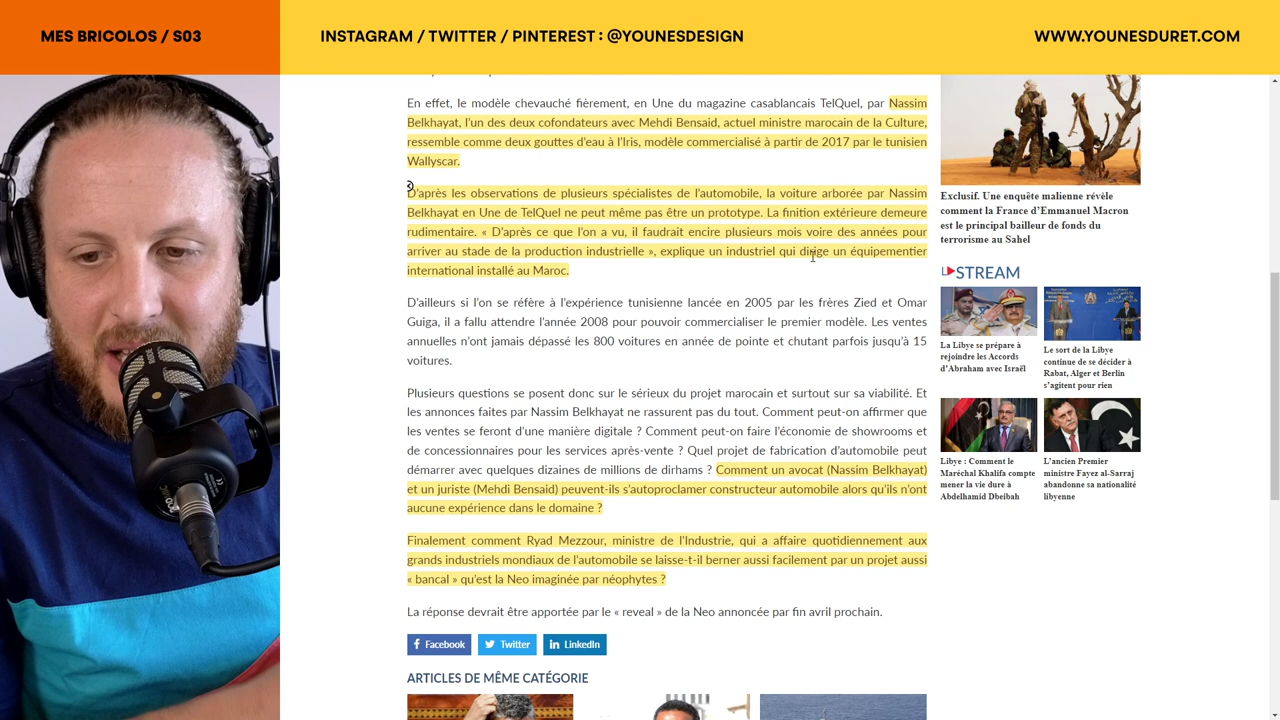 MES BRICOLOS / S03
INSTAGRAM / TWITTER / PINTEREST : @YOUNESDESIGN
WWW.YOUNESDURET.COM
En effet, le modèle chevauché fièrement, en Une du magazine casablancais TelQuel, par Nassim
Belkhayat, l'un des deux cofondateurs avec Mehdi Bensaid, actuel ministre marocain de la Culture,
ressemble comme deux gouttes d'eau à l'Iris, modèle commercialisé à partir de 2017 par le tunisien
Wallyscar.
D'après les observations de plusieurs spécialistes de l'automobile, la voiture arborée par Nassim
Belkhayat en Une de TelQuel ne peut même pas être un prototype. La finition extérieure demeure
rudimentaire. « D'après ce que l'on a vu, il faudrait encire plusieurs mois voire des années pour
arriver au stade de la production industrielle », explique un industriel qui dirige un équipementier
international installé au Maroc.
D'ailleurs si l'on se réfère à l'expérience tunisienne lancée en 2005 par les frères Zied et Omar
Guiga, il a fallu attendre l'année 2008 pour pouvoir commercialiser le premier modèle. Les ventes
annuelles n'ont jamais dépassé les 800 voitures en année de pointe et chutant parfois jusqu'à 15
voitures.
Plusieurs questions se posent donc sur le sérieux du projet marocain et surtout sur sa viabilité. Et
les annonces faites par Nassim Belkhayat ne rassurent pas du tout. Comment peut-on affirmer que
les ventes se feront d'une manière digitale ? Comment peut-on faire l'économie de showrooms et
de concessionnaires pour les services après-vente ? Quel projet de fabrication d'automobile peut
démarrer avec quelques dizaines de millions de dirhams ? Comment un avocat (Nassim Belkhayat)
et un juriste (Mehdi Bensaid) peuvent-ils s'autoproclamer constructeur automobile alors qu'ils n'ont
aucune expérience dans le domaine ?
Finalement comment Ryad Mezzour, ministre de l'Industrie, qui a affaire quotidiennement aux
grands industriels mondiaux de l'automobile se laisse-t-il berner aussi facilement par un projet aussi
« bancal » qu'est la Neo imaginée par néophytes ?
La réponse devrait être apportée par le « reveal » de la Neo annoncée par fin avril prochain.
Facebook
Twitter
LinkedIn
ARTICLES DE MÊME CATÉGORIE
Exclusif. Une enquête malienne révèle
comment la France d'Emmanuel Macron
est le principal bailleur de fonds du
terrorisme au Sahel
L STREAM
La Libye se prépare à
rejoindre les Accords
d'Abraham avec Israël
Le sort de la Libye
continue de se décider à
Rabat, Alger et Berlin
s'agitent pour rien
Libye : Comment le
Maréchal Khalifa compte
mener la vie dure à
Abdelhamid Dbeibah
L'ancien Premier
ministre Fayez al-Sarraj
abandonne sa nationalité
libyenne